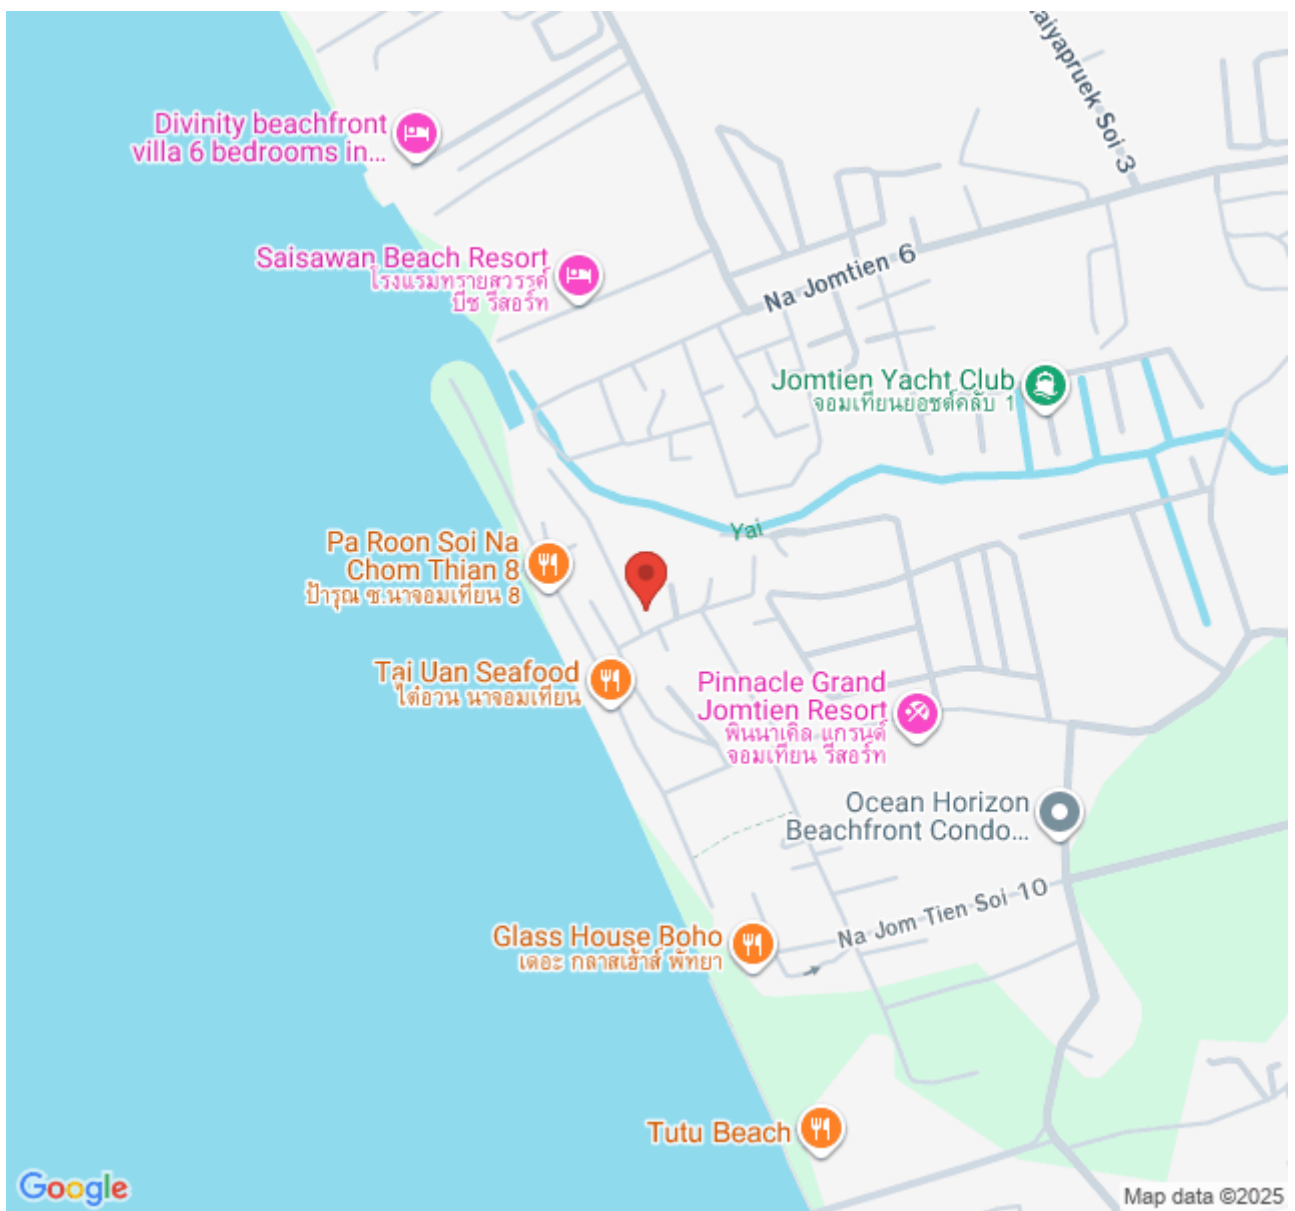 aiyapruek Soi 3
Divinity beachfront
villa 6 bedrooms in...
Saisawan Beach Resort
โรงแรมทรายสวรรค์
บีช รีสอร์ท
Na Jomtien 6
Jomtien Yacht Club
จอมเทียนยอชต์คลับ 1
Yai
Pa Roon Soi Na
Chom Thian 8
ป้ารุณ ซ.นาจอมเทียน 8
Tai Uan Seafood
ไต๋อวน นาจอมเทียน
Pinnacle Grand
Jomtien Resort
พินนาเคิล แกรนด์
จอมเทียน รีสอร์ท
Ocean Horizon
Beachfront Condo...
Na Jom Tien Soi 10
Glass House Boho
เดอะ กลาสเฮ้าส์ พัทยา
Tutu Beach
Google
Map data ©2025